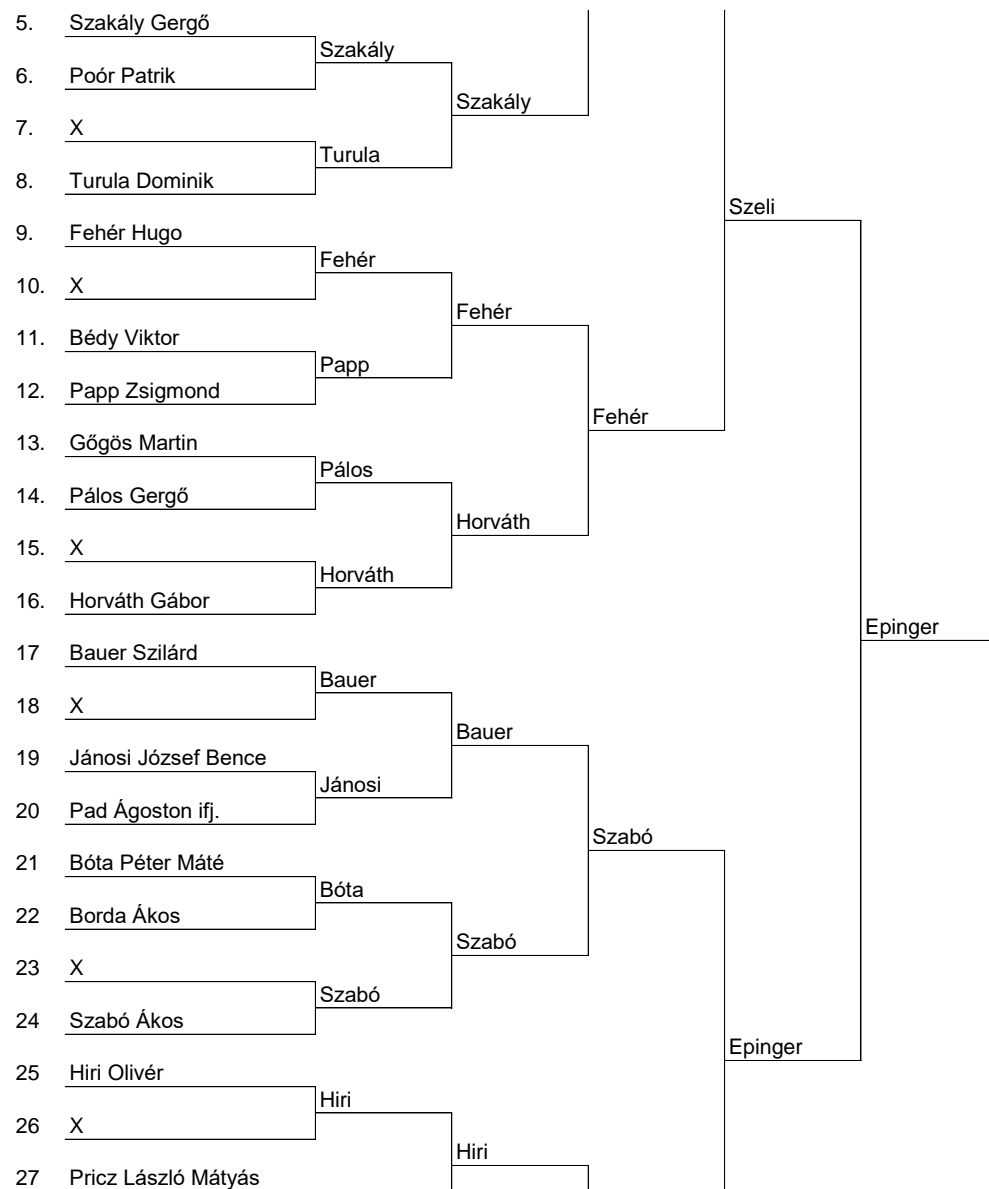 5. Szakály Gergő
Szakály
6. Poór Patrik
Szakály
7. X
Turula
8. Turula Dominik
Szeli
9. Fehér Hugo
Fehér
10. X
Fehér
11. Bédy Viktor
Papp
12. Papp Zsigmond
Fehér
13. Gőgös Martin
Pálos
14. Pálos Gergő
Horváth
15. X
Horváth
16. Horváth Gábor
Epinger
17 Bauer Szilárd
Bauer
18 X
Bauer
19 Jánosi József Bence
Jánosi
20 Pad Ágoston ifj.
Szabó
21 Bóta Péter Máté
Bóta
22 Borda Ákos
Szabó
23 X
Szabó
24 Szabó Ákos
Epinger
25 Hiri Olivér
Hiri
26 X
Hiri
27 Pricz László Mátyás